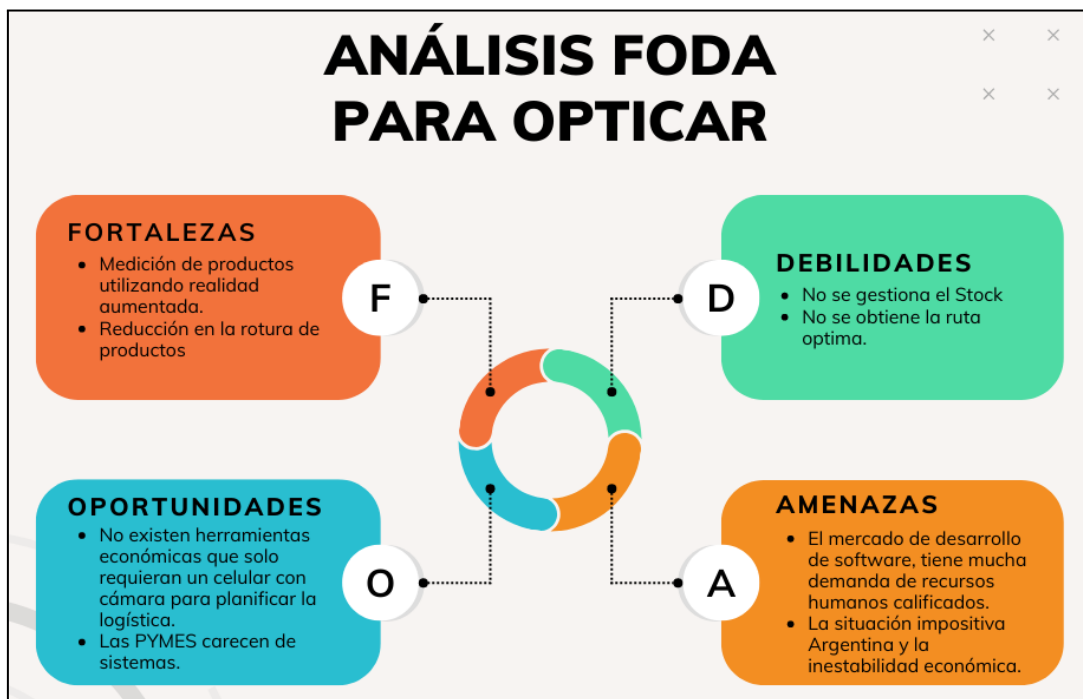 ANÁLISIS FODA
PARA OPTICAR
FORTALEZAS
• Medición de productos
utilizando realidad
aumentada.
• Reducción en la rotura de
productos
F
D
DEBILIDADES
• No se gestiona el Stock
• No se obtiene la ruta
optima.
OPORTUNIDADES
• No existen herramientas
económicas que solo
requieran un celular con
cámara para planificar la
logística.
• Las PYMES carecen de
sistemas.
O
A
AMENAZAS
• El mercado de desarrollo
de software, tiene mucha
demanda de recursos
humanos calificados.
• La situación impositiva
Argentina y la
inestabilidad económica.